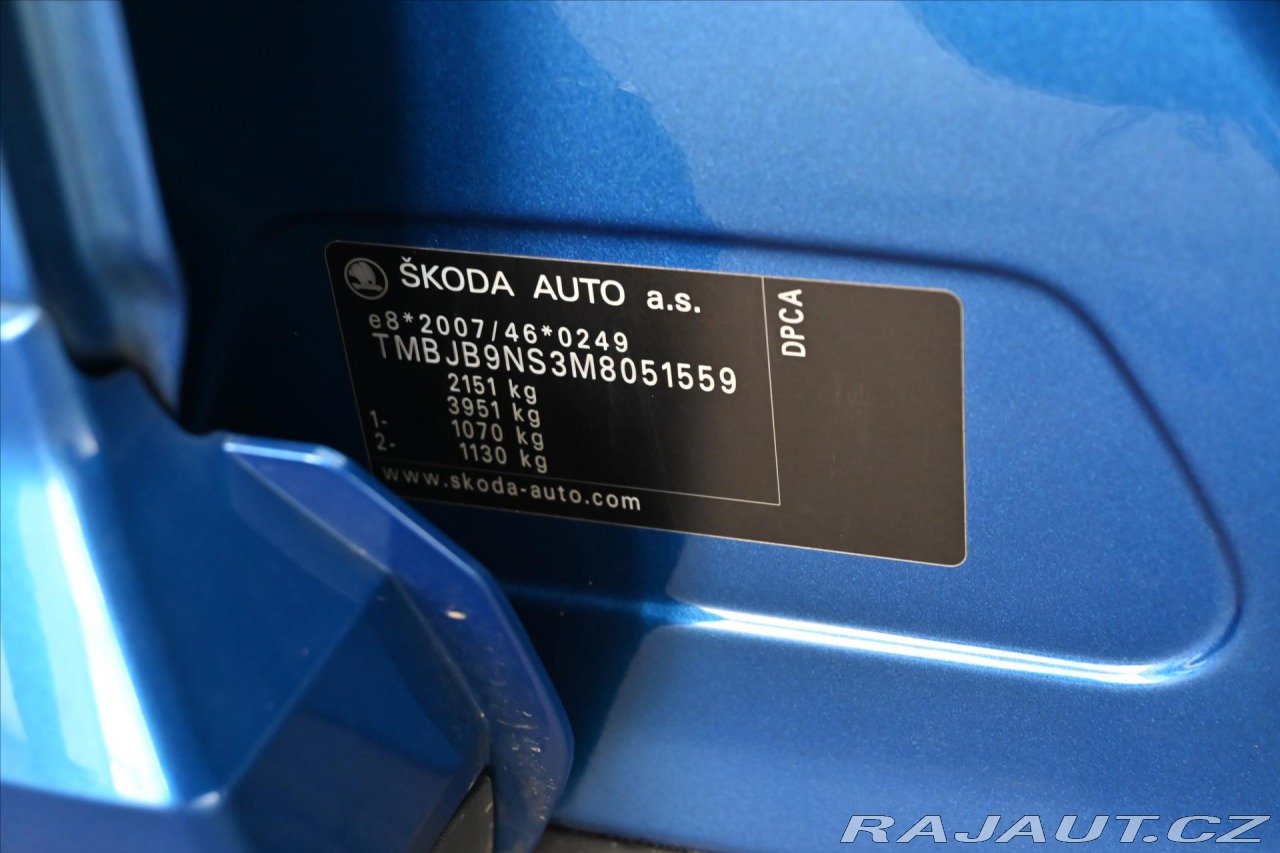 ŠKODA AUTO a.s.
e8*2007/46*0249
TMBJB9NS3M8051559
2151 kg
3951 kg
1- 1070 kg
2- 1130 kg
www.skoda-auto.com
DPCA
RAJAUT.CZ